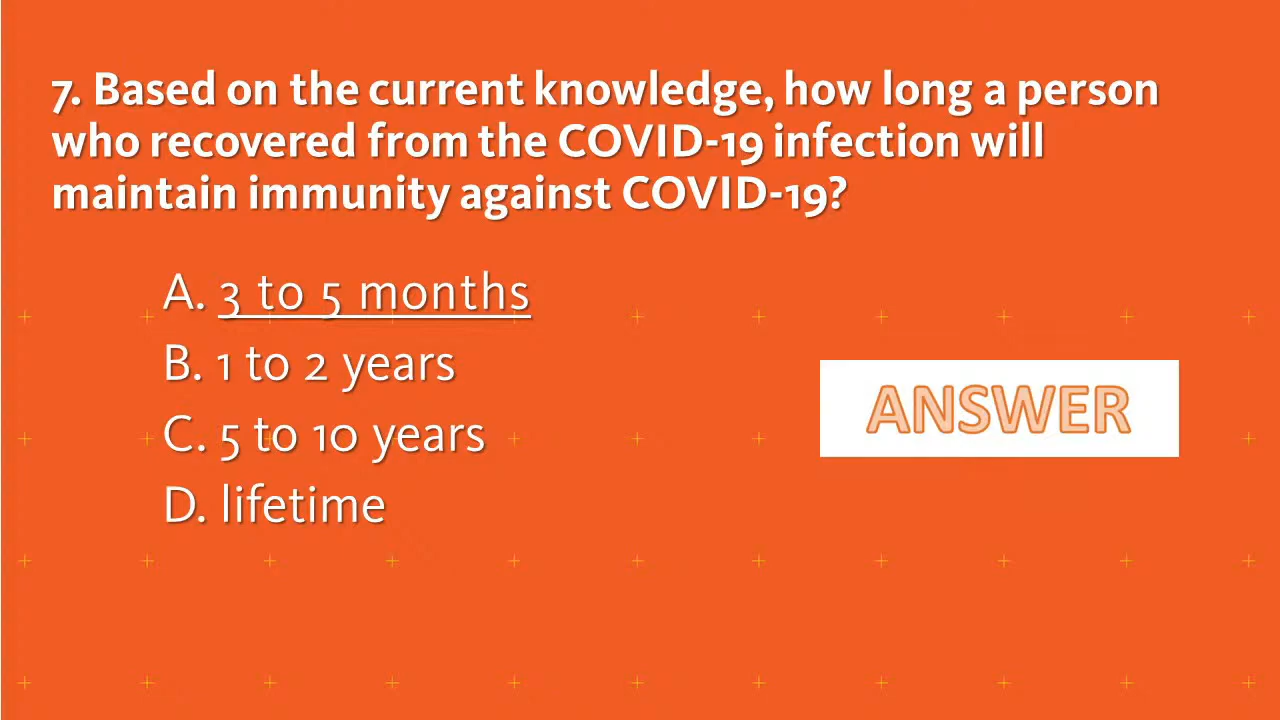 7. Based on the current knowledge, how long a person
who recovered from the COVID-19 infection will
maintain immunity against COVID-19?
A. 3 to 5 months
B. 1 to 2 years
ANSWER
C. 5 to 10 years
D. lifetime